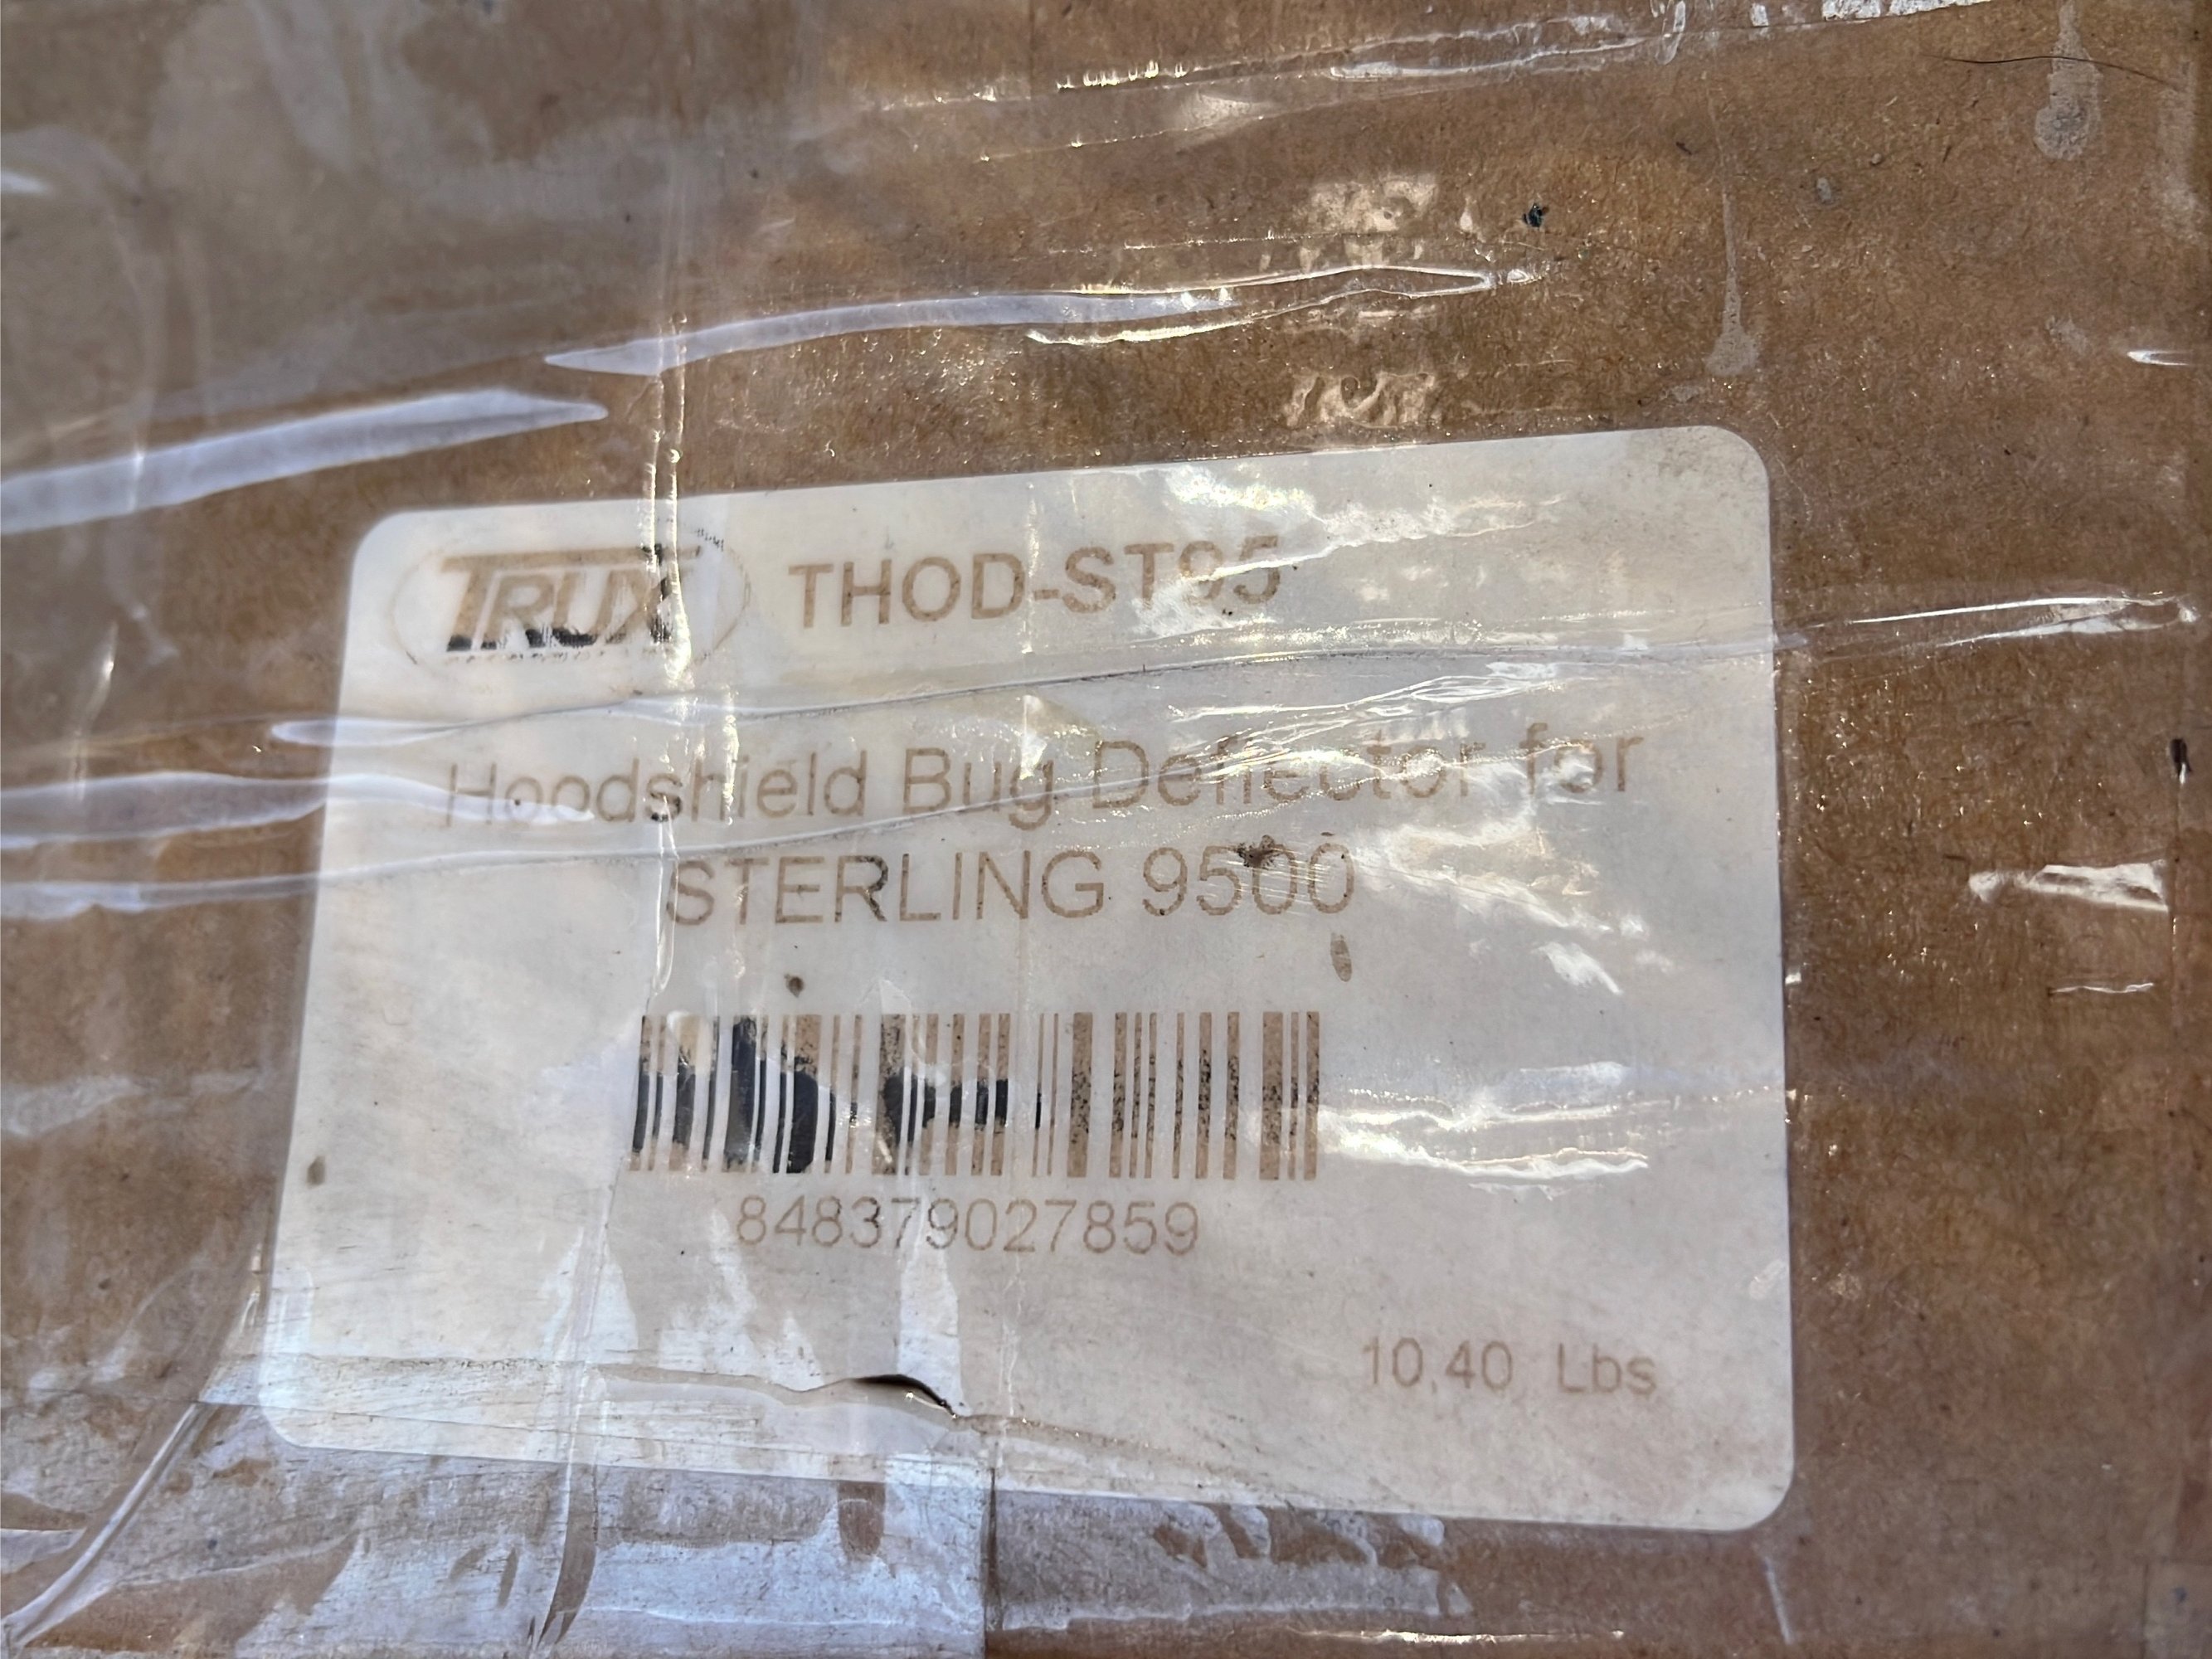 TRUX THOD-ST95
Hoodshield Bug Deflector for
STERLING 9500
848379027859
10.40 Lbs